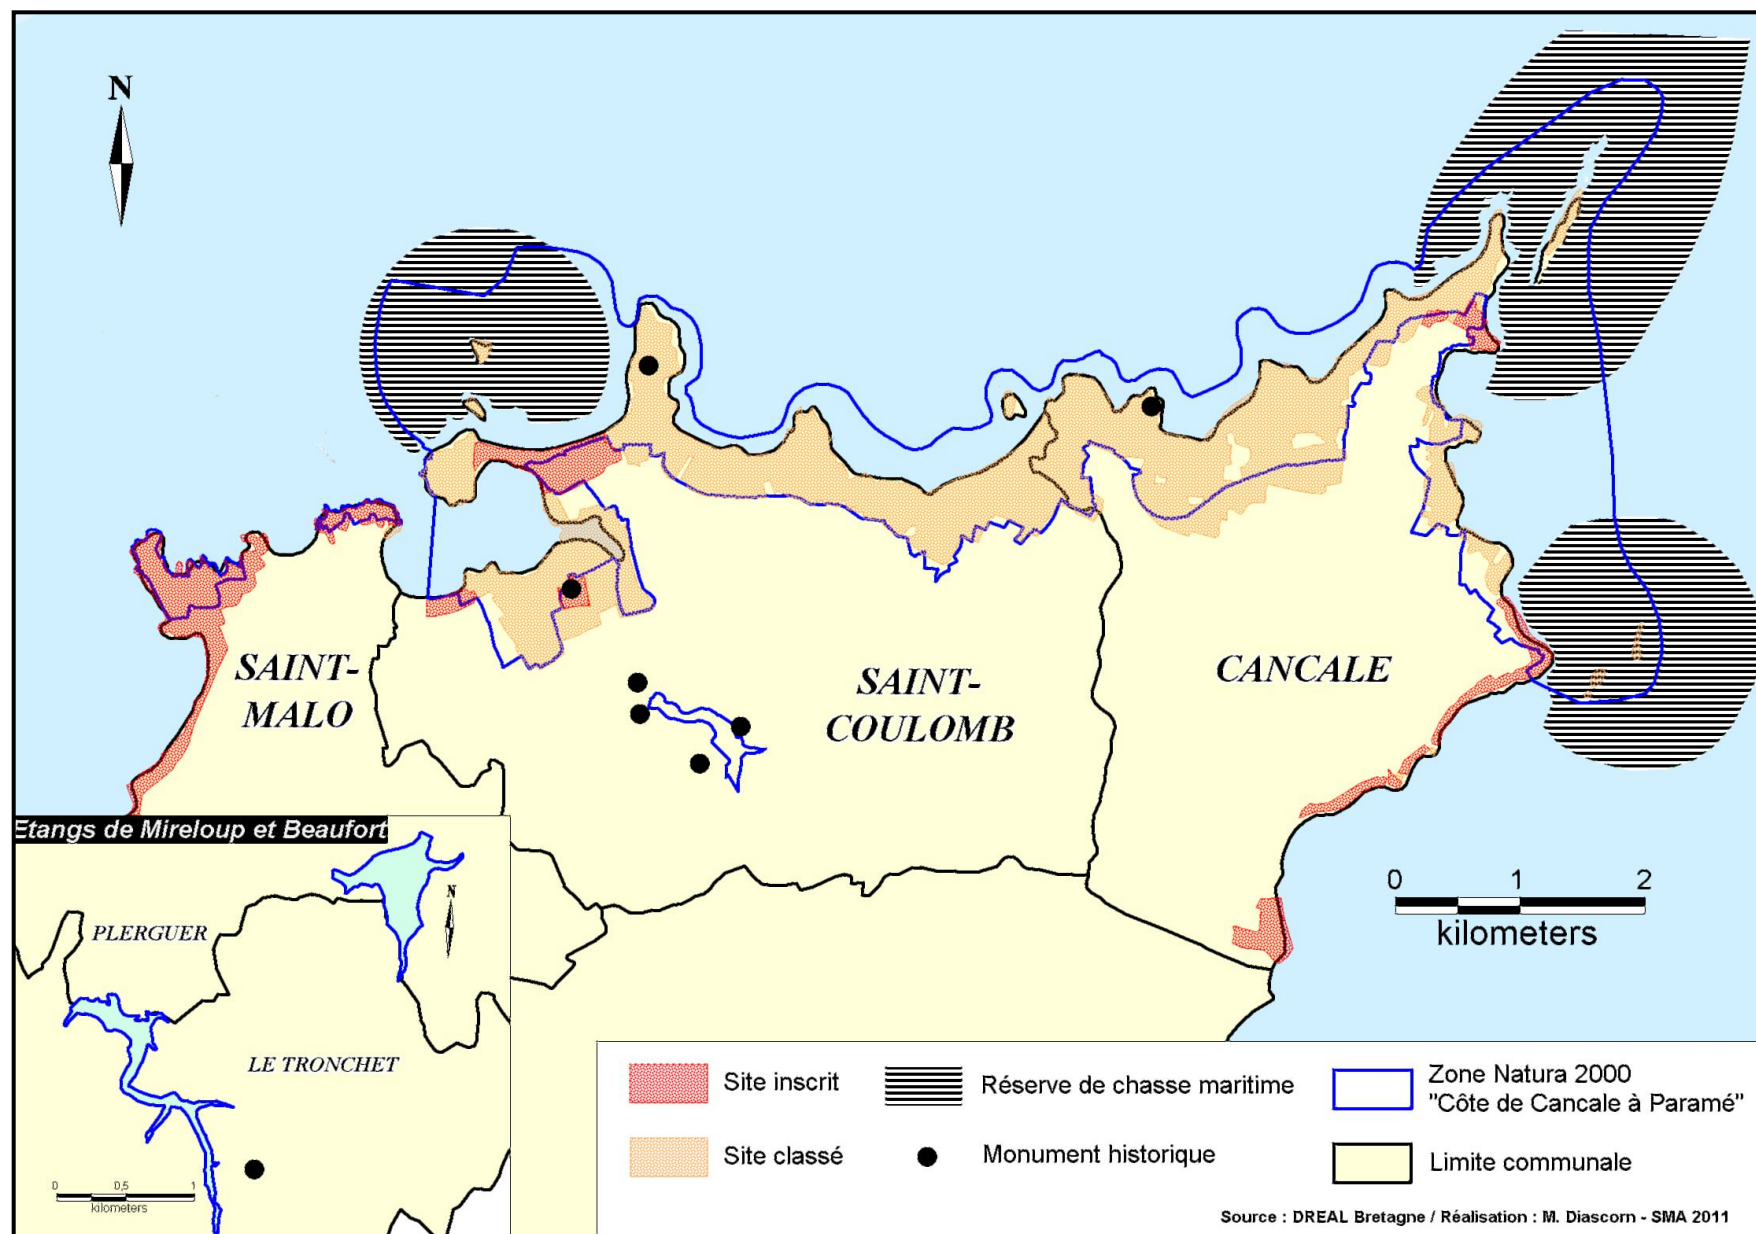 N
SAINT-
MALO
SAINT-
COULOMB
CANCALE
Etangs de Mireloup et Beaufort
N
PLERGUER
LE TRONCHET
0 0,5 1
kilometers
0 1 2
kilometers
Site inscrit
Réserve de chasse maritime
Zone Natura 2000
"Côte de Cancale à Paramé"
Site classé
Monument historique
Limite communale
Source : DREAL Bretagne / Réalisation : M. Diascorn - SMA 2011